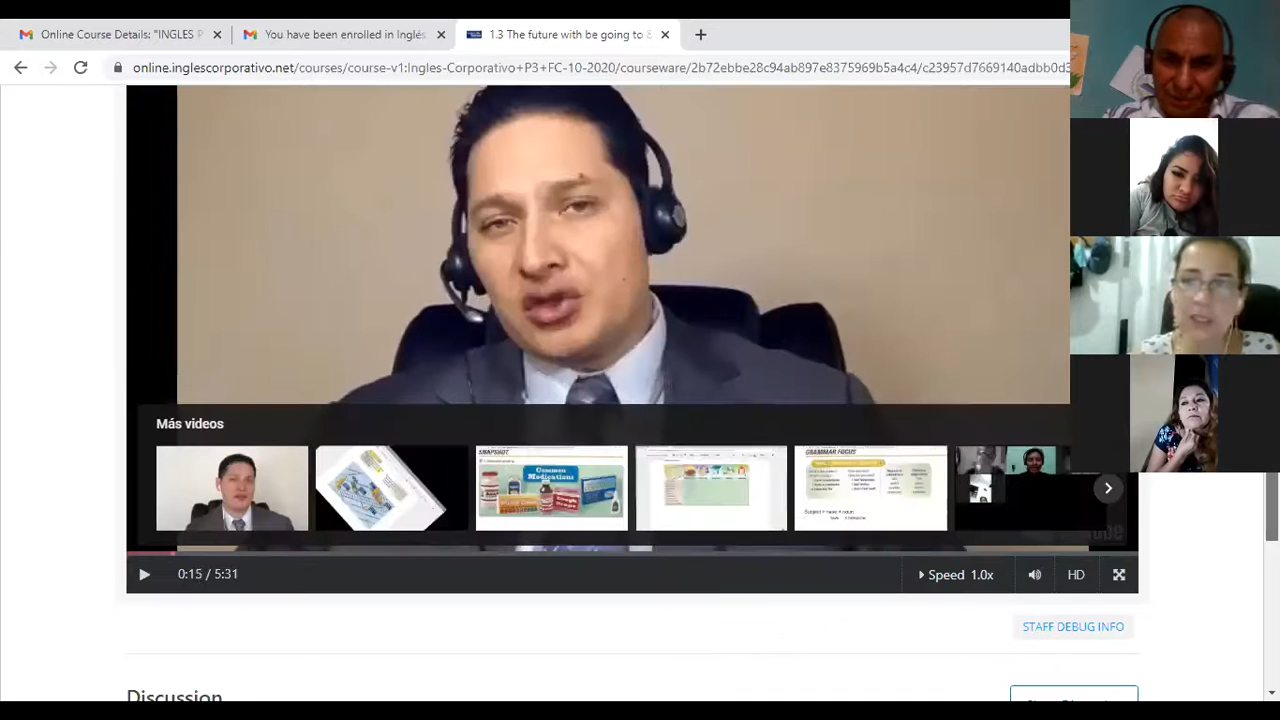 Online Course Details: "INGLES P
You have been enrolled in Inglés
1.3 The future with be going to &
online.inglescorporativo.net/courses/course-v1:Ingles-Corporativo+P3+FC-10-2020/courseware/2b72ebbe28c94ab897e8375969b5a4c4/c23957d7669140adbb0d3
Más videos
SNAPSHOT
Common
Medications
GRAMMAR FOCUS
0:15 / 5:31
Speed 1.0x
HD
STAFF DEBUG INFO
Discussion